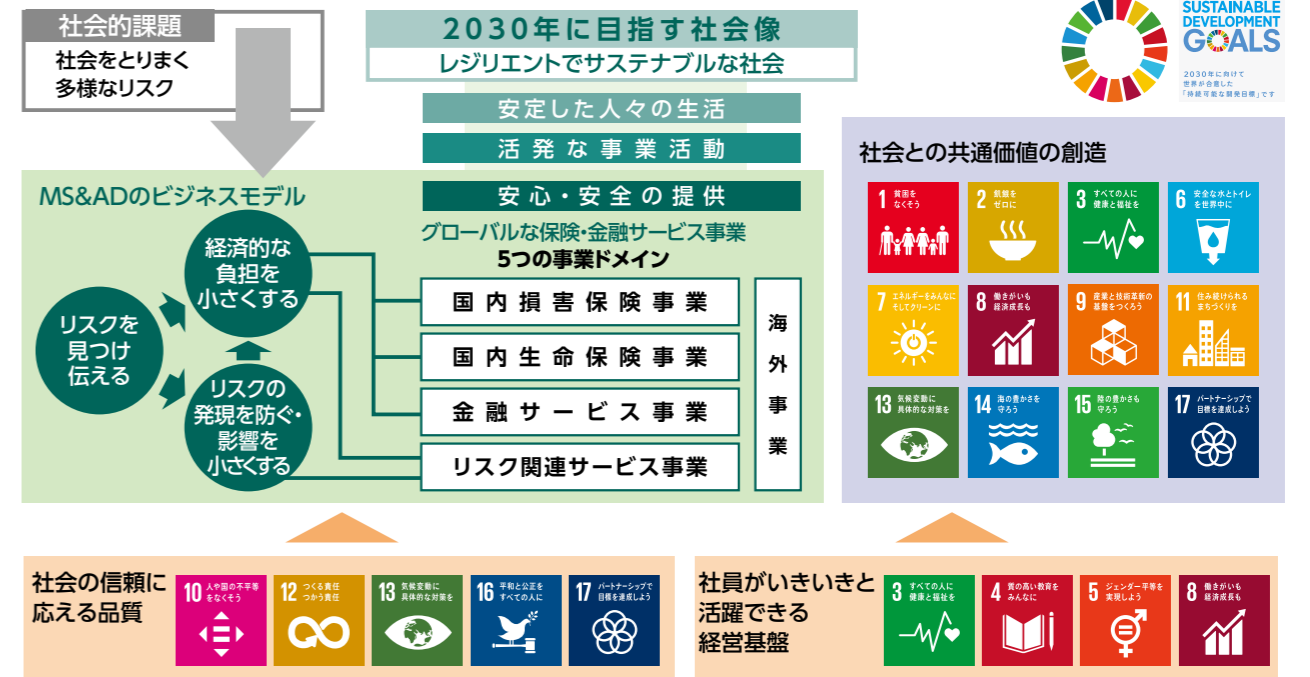 社会的課題
社会をとりまく
多様なリスク
2030年に目指す社会像
レジリエントでサステナブルな社会
安定した人々の生活
活発な事業活動
安心・安全の提供
SUSTAINABLE
DEVELOPMENT
GOALS
2030年に向けて
世界が合意した
「持続可能な開発目標」です
MS&ADのビジネスモデル
リスクを
見つけ
伝える
経済的な
負担を
小さくする
リスクの
発現を防ぐ・
影響を
小さくする
グローバルな保険・金融サービス事業
5つの事業ドメイン
国内損害保険事業
国内生命保険事業
金融サービス事業
リスク関連サービス事業
海外事業
社会との共通価値の創造
1 貧困を
なくそう
2 飢餓を
ゼロに
3 すべての人に
健康と福祉を
6 安全な水とトイレ
を世界中に
7 エネルギーをみんなに
そしてクリーンに
8 働きがいも
経済成長も
9 産業と技術革新の
基盤をつくろう
11 住み続けられる
まちづくりを
13 気候変動に
具体的な対策を
14 海の豊かさを
守ろう
15 陸の豊かさも
守ろう
17 パートナーシップで
目標を達成しよう
社会の信頼に
応える品質
10 人や国の不平等
をなくそう
12 つくる責任
つかう責任
13 気候変動に
具体的な対策を
16 平和と公正を
すべての人に
17 パートナーシップで
目標を達成しよう
社員がいきいきと
活躍できる
経営基盤
3 すべての人に
健康と福祉を
4 質の高い教育を
みんなに
5 ジェンダー平等を
実現しよう
8 働きがいも
経済成長も